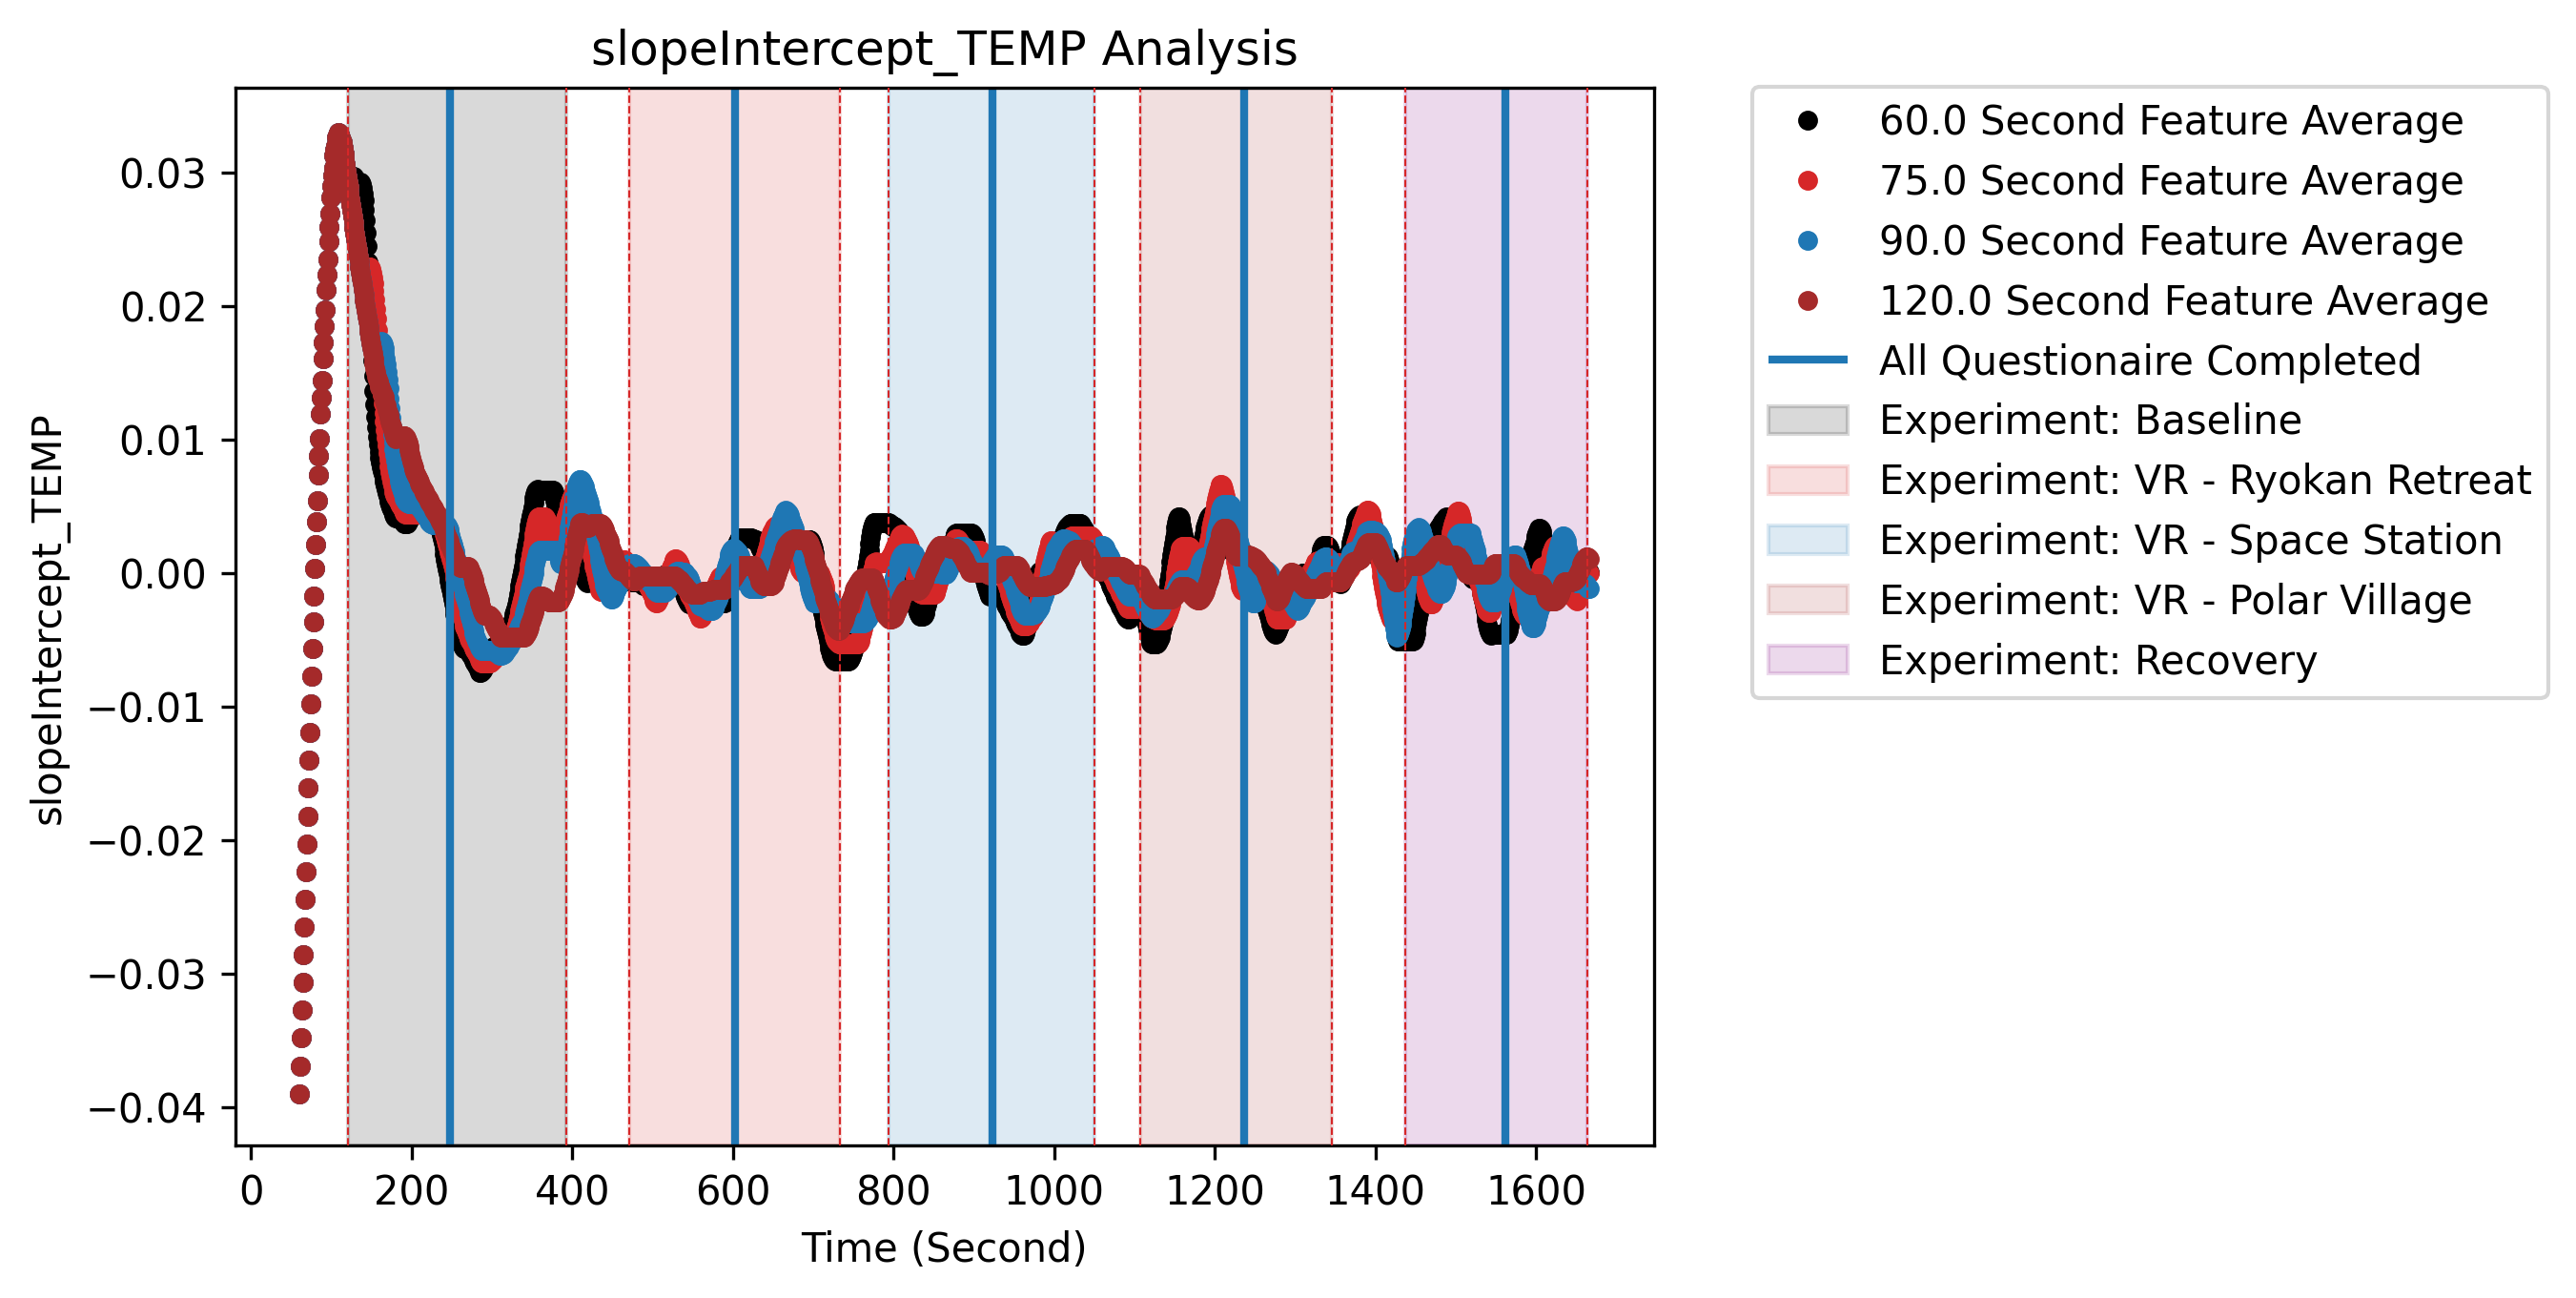 slopeIntercept_TEMP Analysis
slopeIntercept_TEMP
0.03
0.02
0.01
0.00
−0.01
−0.02
−0.03
−0.04
0 200 400 600 800 1000 1200 1400 1600
Time (Second)
60.0 Second Feature Average
75.0 Second Feature Average
90.0 Second Feature Average
120.0 Second Feature Average
All Questionaire Completed
Experiment: Baseline
Experiment: VR - Ryokan Retreat
Experiment: VR - Space Station
Experiment: VR - Polar Village
Experiment: Recovery